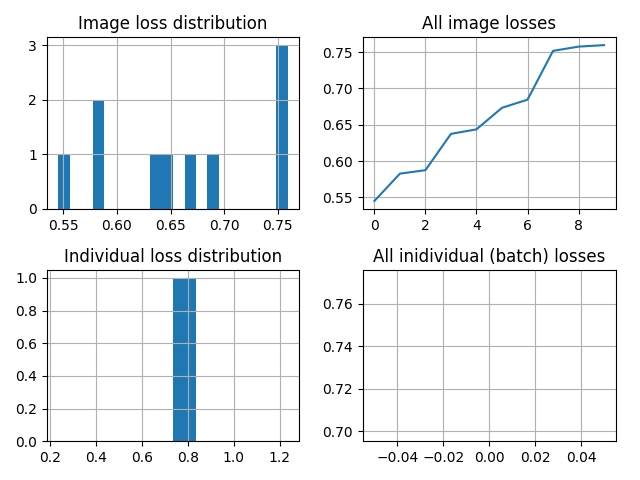 Image loss distribution
3
2
1
0
0.55 0.60 0.65 0.70 0.75
All image losses
0.75
0.70
0.65
0.60
0.55
0 2 4 6 8
Individual loss distribution
1.0
0.8
0.6
0.4
0.2
0.0
0.2 0.4 0.6 0.8 1.0 1.2
All inidividual (batch) losses
0.76
0.74
0.72
0.70
−0.04 −0.02 0.00 0.02 0.04